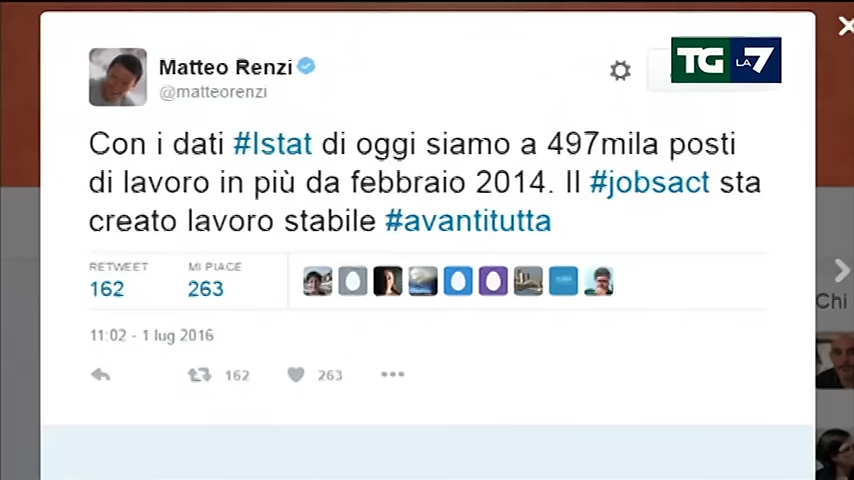 TG LA7
Matteo Renzi
@matteorenzi
Con i dati #Istat di oggi siamo a 497mila posti
di lavoro in più da febbraio 2014. Il #jobsact sta
creato lavoro stabile #avantitutta
RETWEET MI PIACE
162 263
Chi
11:02 - 1 lug 2016
162 263